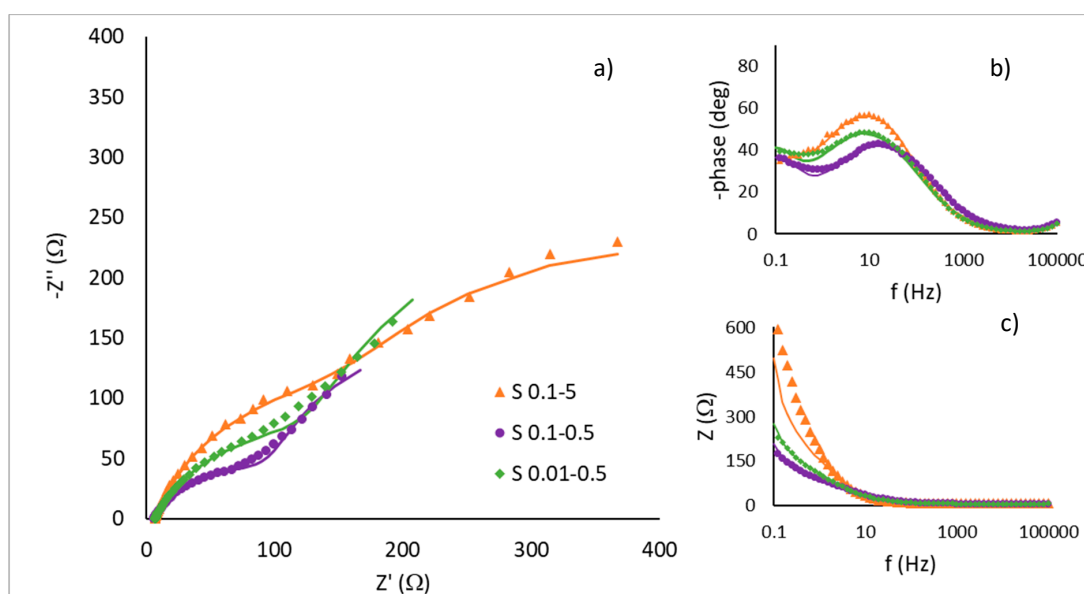 a)
400
350
300
250
200
150
100
50
0
-Z'' (Ω)
0 100 200 300 400
Z' (Ω)
S 0.1-5
S 0.1-0.5
S 0.01-0.5
b)
80
60
40
20
0
-phase (deg)
0.1 10 1000 100000
f (Hz)
c)
600
450
300
150
0
Z (Ω)
0.1 10 1000 100000
f (Hz)